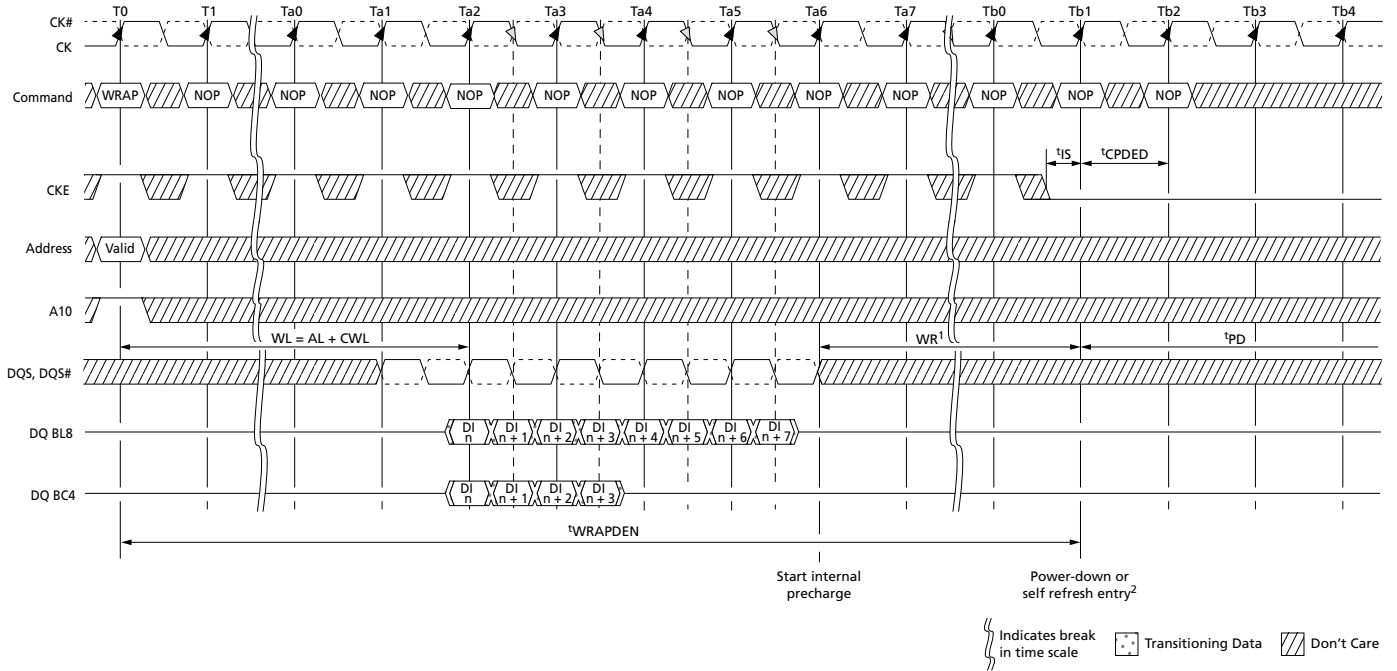 T0 T1 Ta0 Ta1 Ta2 Ta3 Ta4 Ta5 Ta6 Ta7 Tb0 Tb1 Tb2 Tb3 Tb4
CK#
CK
Command WRAP NOP NOP NOP NOP NOP NOP NOP NOP NOP NOP NOP NOP
tIS tCPDED
CKE
Address Valid
A10
WL = AL + CWL WR1 tPD
DQS, DQS#
DQ BL8 DI n DI n + 1 DI n + 2 DI n + 3 DI n + 4 DI n + 5 DI n + 6 DI n + 7
DQ BC4 DI n DI n + 1 DI n + 2 DI n + 3
tWRAPDEN
Start internal
precharge
Power-down or
self refresh entry2
Indicates break
in time scale
Transitioning Data
Don't Care